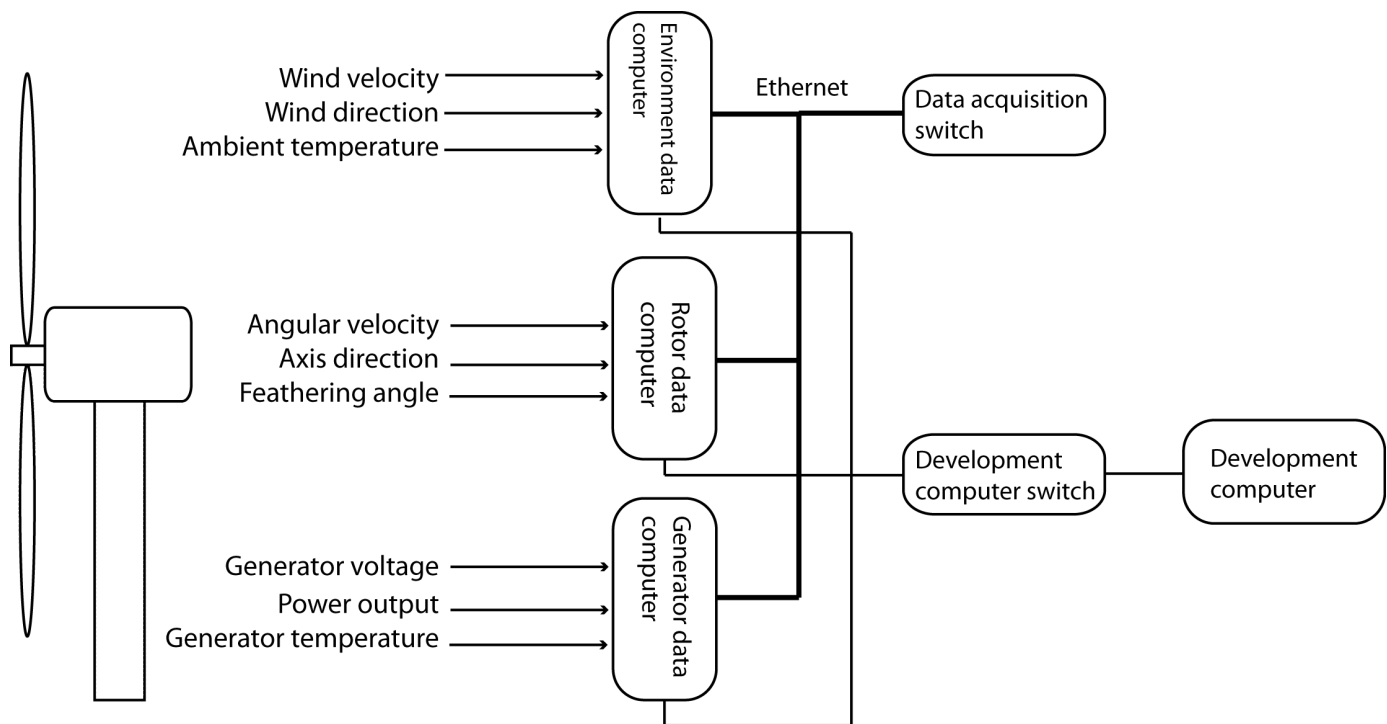 Wind velocity
Wind direction
Ambient temperature
Environment data
computer
Ethernet
Data acquisition
switch
Angular velocity
Axis direction
Feathering angle
Rotor data
computer
Development
computer switch
Development
computer
Generator voltage
Power output
Generator temperature
Generator data
computer